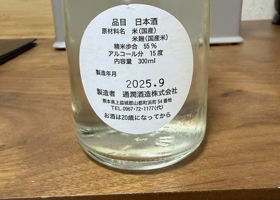 品目 日本酒
原材料名 米(国産)
米麹(国産米)
精米歩合 55%
アルコール分 15度
内容量 300ml
製造年月
2025.9
製造者 通潤酒造株式会社
熊本県上益城郡山都町浜町54番地
TEL 0967-72-1177(代)
お酒は20歳になってから